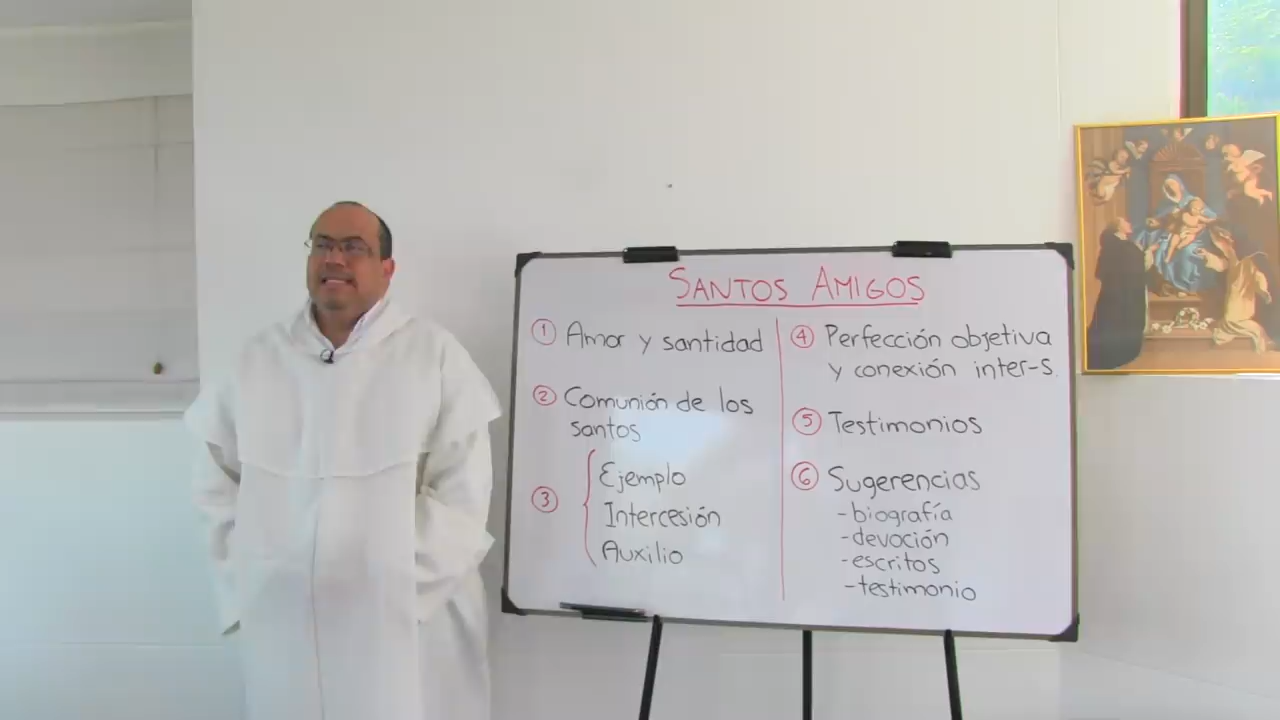 SANTOS AMIGOS
1 Amor y santidad
2 Comunión de los
santos
3 Ejemplo
Intercesión
Auxilio
4 Perfección objetiva
y conexión inter-s.
5 Testimonios
6 Sugerencias
-biografía
-devoción
-escritos
-testimonio